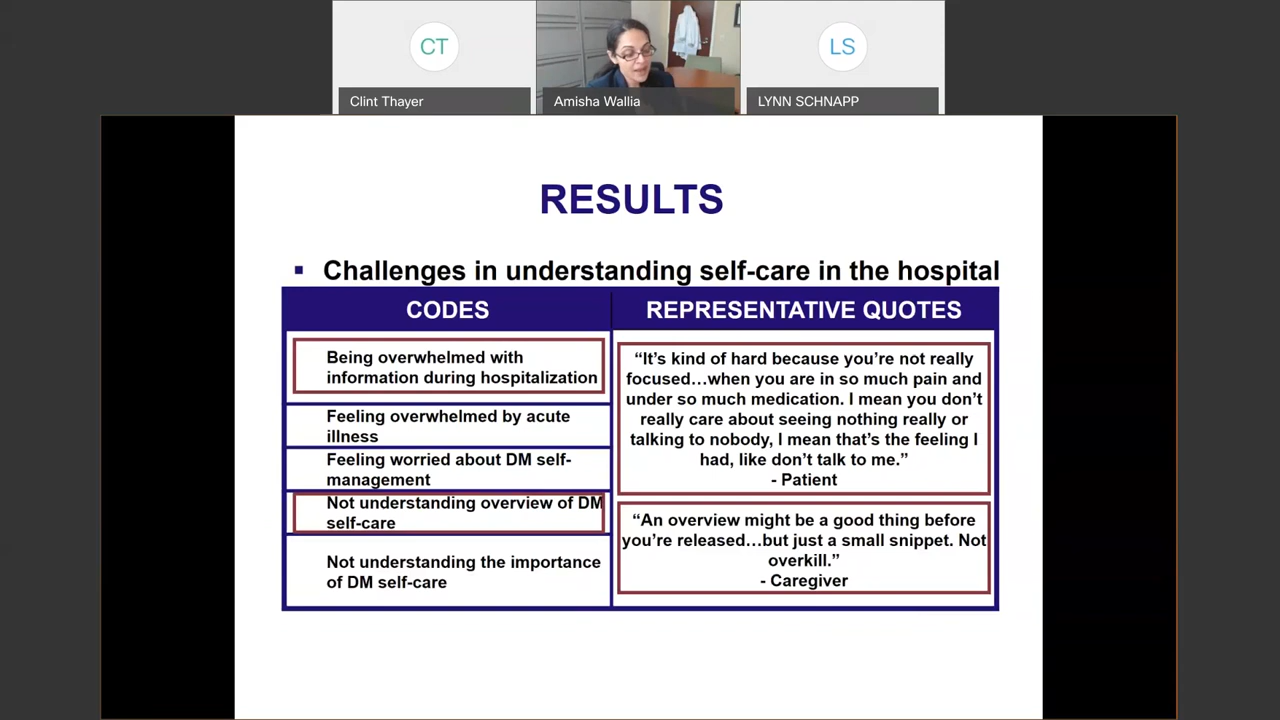 CT
LS
Clint Thayer
Amisha Wallia
LYNN SCHNAPP
RESULTS
▪ Challenges in understanding self-care in the hospital
CODES
REPRESENTATIVE QUOTES
Being overwhelmed with
information during hospitalization
Feeling overwhelmed by acute
illness
Feeling worried about DM self-
management
Not understanding overview of DM
self-care
Not understanding the importance
of DM self-care
“It’s kind of hard because you’re not really
focused…when you are in so much pain and
under so much medication. I mean you don’t
really care about seeing nothing really or
talking to nobody, I mean that’s the feeling I
had, like don’t talk to me.”
- Patient
“An overview might be a good thing before
you’re released…but just a small snippet. Not
overkill.”
- Caregiver